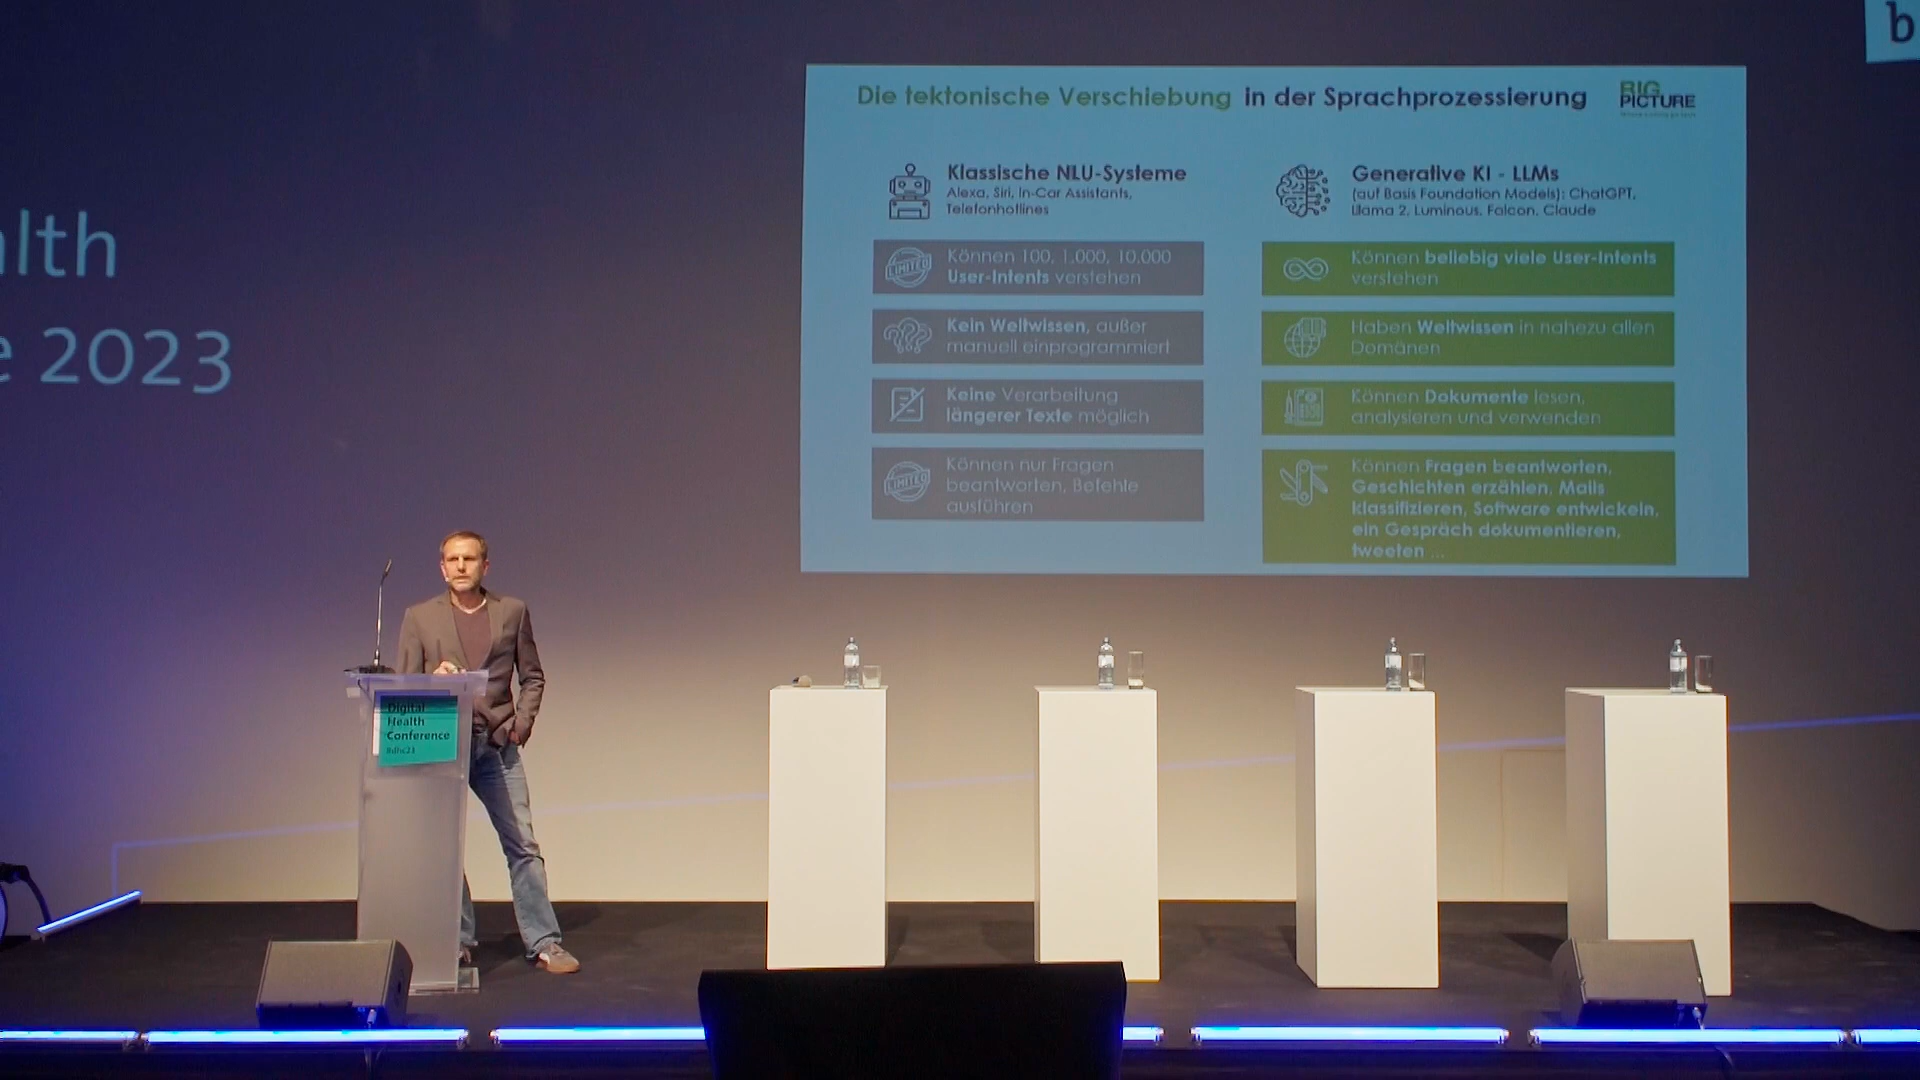 b
alth
e 2023
Die tektonische Verschiebung in der Sprachprozessierung
BIG
PICTURE
Klassische NLU-Systeme
Alexa, Siri, In-Car Assistants,
Telefonhotlines
LIMITED
Können 100, 1.000, 10.000
User-Intents verstehen
Kein Weltwissen, außer
manuell einprogrammiert
Keine Verarbeitung
längerer Texte möglich
LIMITED
Können nur Fragen
beantworten, Befehle
ausführen
Generative KI - LLMs
(auf Basis Foundation Models): ChatGPT,
Llama 2, Luminous, Falcon, Claude
Können beliebig viele User-Intents
verstehen
Haben Weltwissen in nahezu allen
Domänen
Können Dokumente lesen,
analysieren und verwenden
Können Fragen beantworten,
Geschichten erzählen, Mails
klassifizieren, Software entwickeln,
ein Gespräch dokumentieren,
tweeten ...
Digital
Health
Conference
#dhc23